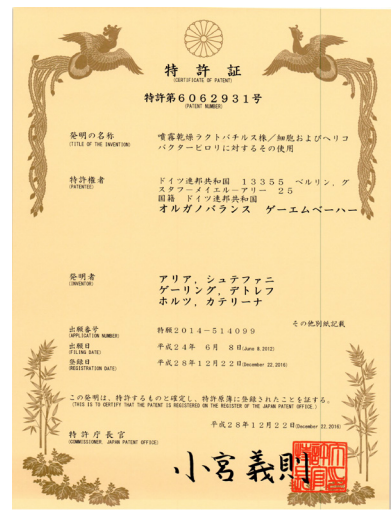 特許証
(CERTIFICATE OF PATENT)
特許第6062931号
(PATENT NUMBER)
発明の名称
(TITLE OF THE INVENTION)
噴霧乾燥ラクトバチルス株/細胞およびヘリコ
バクターピロリに対するその使用
特許権者
(PATENTEE)
ドイツ連邦共和国 13355 ベルリン,グ
スタフ-メイエル-アリー 25
国籍 ドイツ連邦共和国
オルガノバランス ゲーエムベーハー
発明者
(INVENTOR)
アリア,シュテファニ
ゲーリング,デトレフ
ホルツ,カテリーナ
その他別紙記載
出願番号
(APPLICATION NUMBER)
特願2014-514099
出願日
(FILING DATE)
平成24年 6月 8日(June 8,2012)
登録日
(REGISTRATION DATE)
平成28年12月22日(December 22,2016)
この発明は、特許するものと確定し、特許原簿に登録されたことを証する。
(THIS IS TO CERTIFY THAT THE PATENT IS REGISTERED ON THE REGISTER OF THE JAPAN PATENT OFFICE.)
平成28年12月22日(December 22,2016)
特許庁長官
(COMMISSIONER, JAPAN PATENT OFFICE)
小宮義則